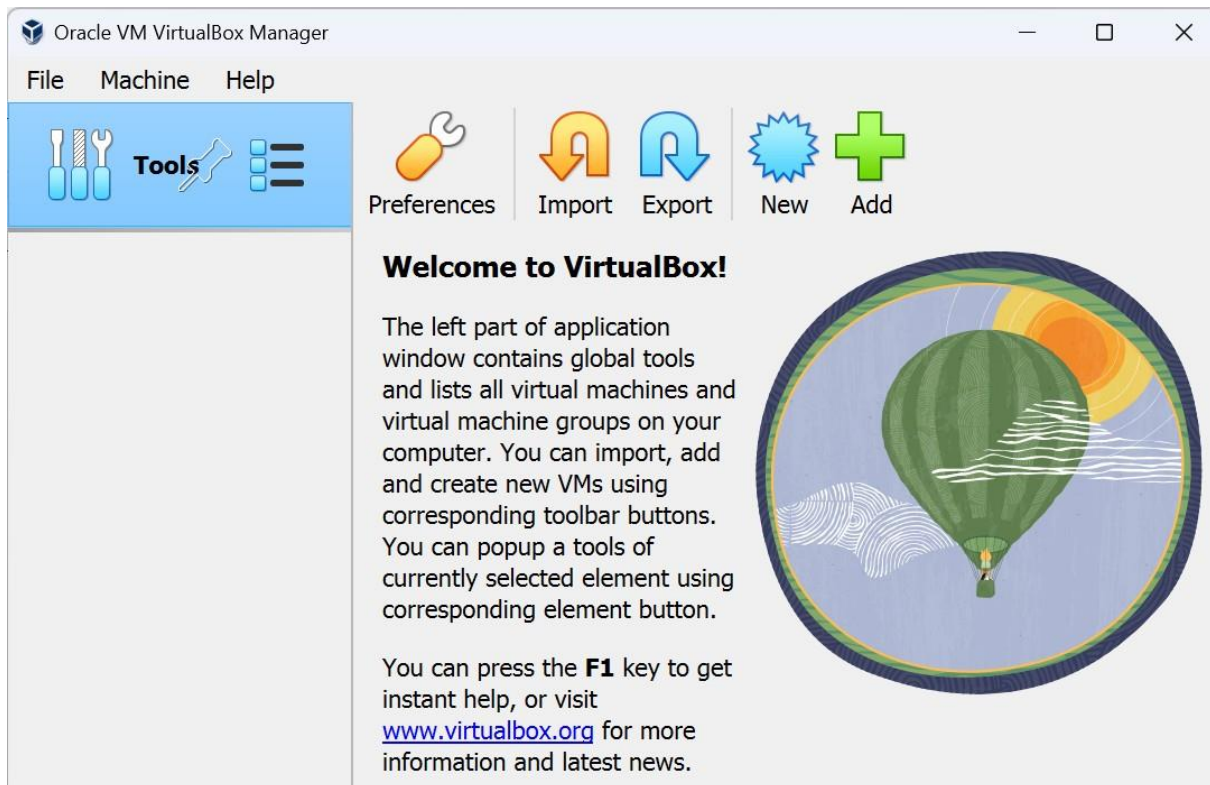 Oracle VM VirtualBox Manager
File Machine Help
Tools
Preferences Import Export New Add
Welcome to VirtualBox!
The left part of application
window contains global tools
and lists all virtual machines and
virtual machine groups on your
computer. You can import, add
and create new VMs using
corresponding toolbar buttons.
You can popup a tools of
currently selected element using
corresponding element button.
You can press the F1 key to get
instant help, or visit
www.virtualbox.org for more
information and latest news.